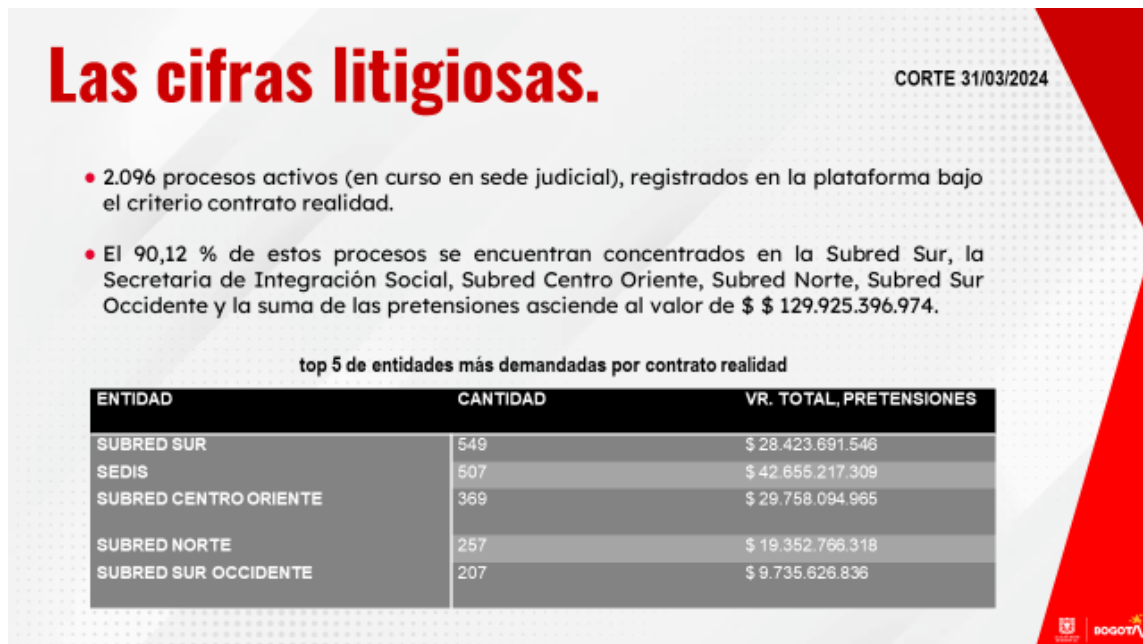 Las cifras litigiosas.
CORTE 31/03/2024
• 2.096 procesos activos (en curso en sede judicial), registrados en la plataforma bajo
el criterio contrato realidad.
• El 90,12 % de estos procesos se encuentran concentrados en la Subred Sur, la
Secretaria de Integración Social, Subred Centro Oriente, Subred Norte, Subred Sur
Occidente y la suma de las pretensiones asciende al valor de $ $ 129.925.396.974.
top 5 de entidades más demandadas por contrato realidad
ENTIDAD CANTIDAD VR. TOTAL, PRETENSIONES
SUBRED SUR 549 $ 28.423.691.546
SEDIS 507 $ 42.655.217.309
SUBRED CENTRO ORIENTE 369 $ 29.758.094.965
SUBRED NORTE 257 $ 19.352.766.318
SUBRED SUR OCCIDENTE 207 $ 9.735.626.836
BOGOTÁ